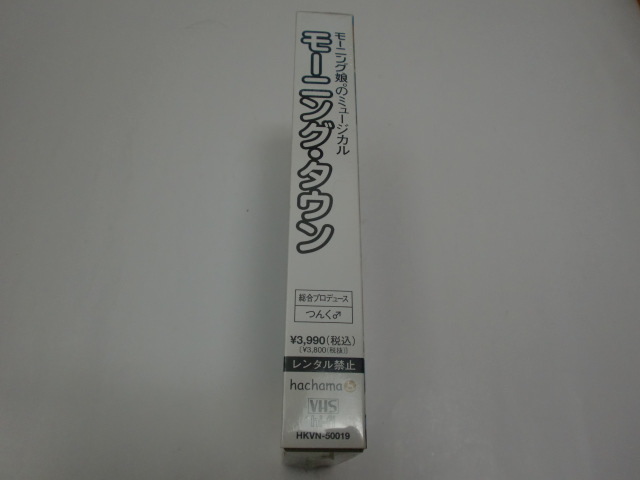 モーニング娘。のミュージカル
モーニング・タウン
総合プロデュース
つんく♂
¥3,990(税込)
(¥3,800(税抜))
レンタル禁止
hachama
VHS
HKVN-50019